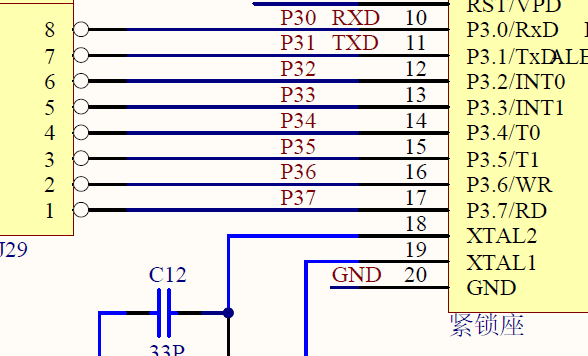 RST/VPD
8 P30 RXD 10 P3.0/RxD
7 P31 TXD 11 P3.1/TxD ALE
6 P32 12 P3.2/INT0
5 P33 13 P3.3/INT1
4 P34 14 P3.4/T0
3 P35 15 P3.5/T1
2 P36 16 P3.6/WR
1 P37 17 P3.7/RD
18 XTAL2
J29
19 XTAL1
C12 GND 20 GND
紧锁座
33P